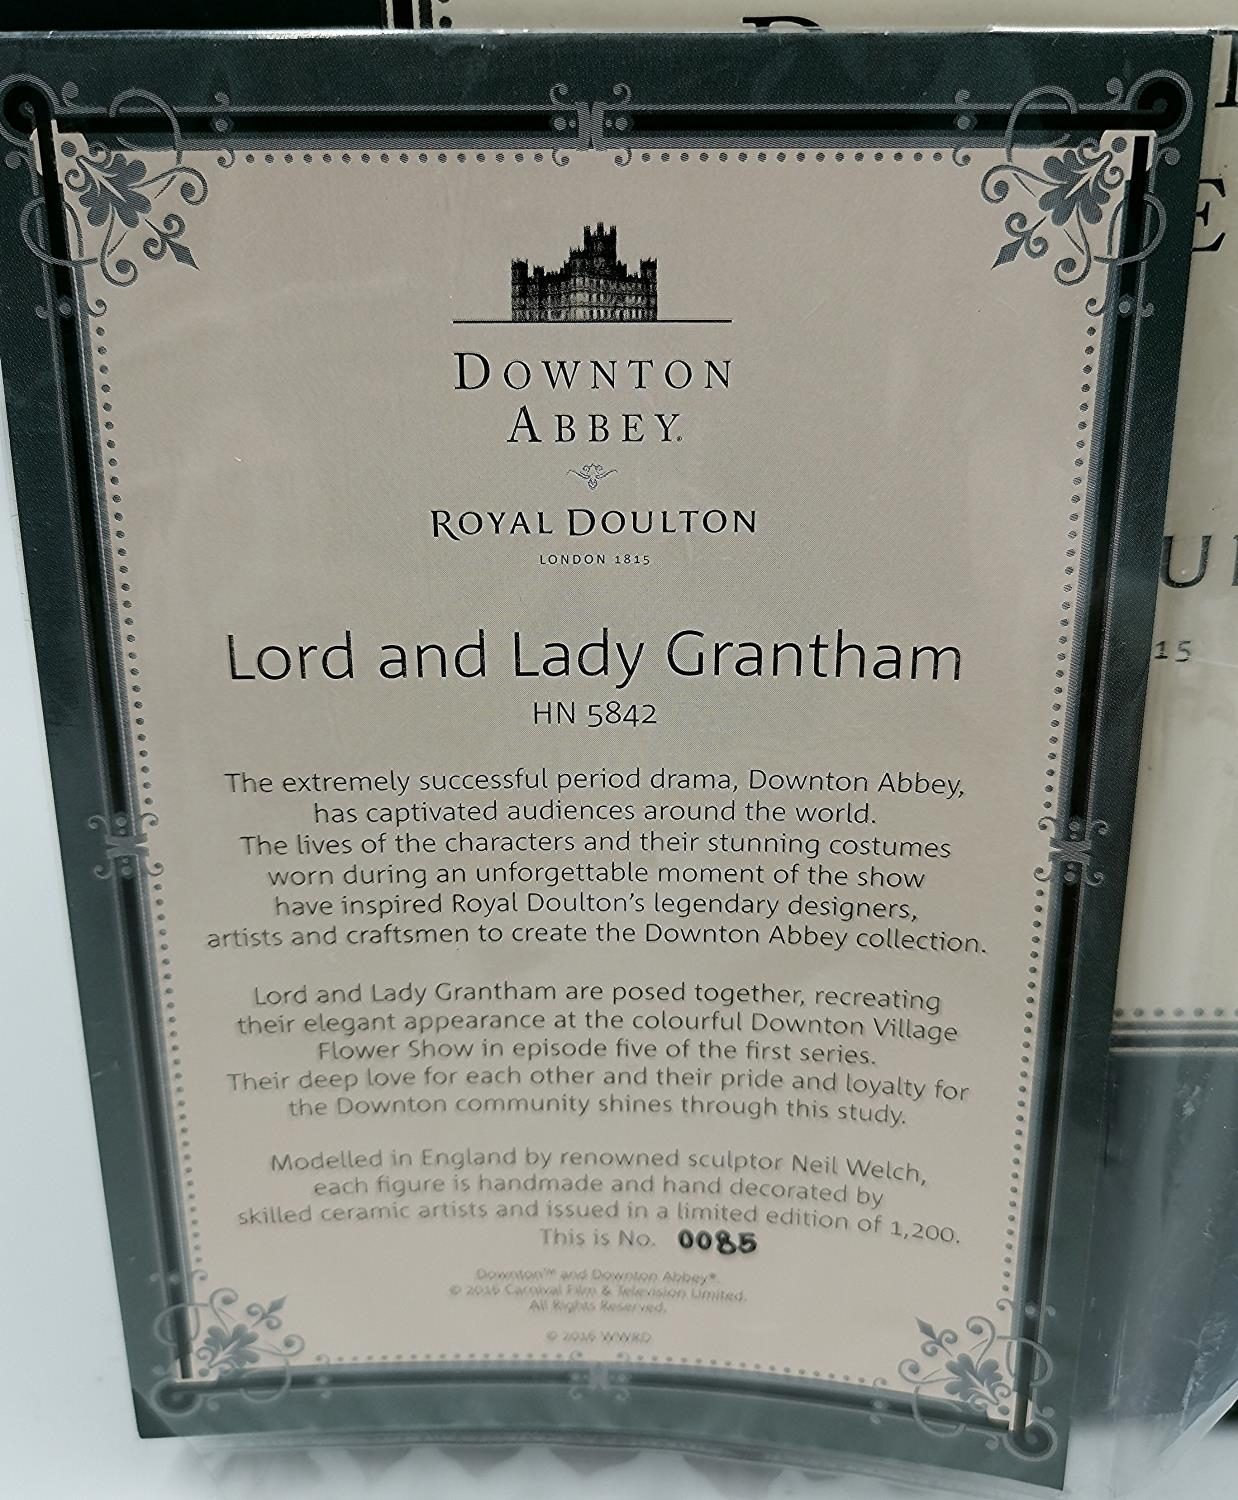 DOWNTON
ABBEY.
ROYAL DOULTON
LONDON 1815
Lord and Lady Grantham
HN 5842
The extremely successful period drama, Downton Abbey,
has captivated audiences around the world.
The lives of the characters and their stunning costumes
worn during an unforgettable moment of the show
have inspired Royal Doulton's legendary designers,
artists and craftsmen to create the Downton Abbey collection.
Lord and Lady Grantham are posed together, recreating
their elegant appearance at the colourful Downton Village
Flower Show in episode five of the first series.
Their deep love for each other and their pride and loyalty for
the Downton community shines through this study.
Modelled in England by renowned sculptor Neil Welch,
each figure is handmade and hand decorated by
skilled ceramic artists and issued in a limited edition of 1,200.
This is No. 0085
Downton™ and Downton Abbey®.
© 2016 Carnival Film & Television Limited.
All Rights Reserved.
© 2016 WWRD